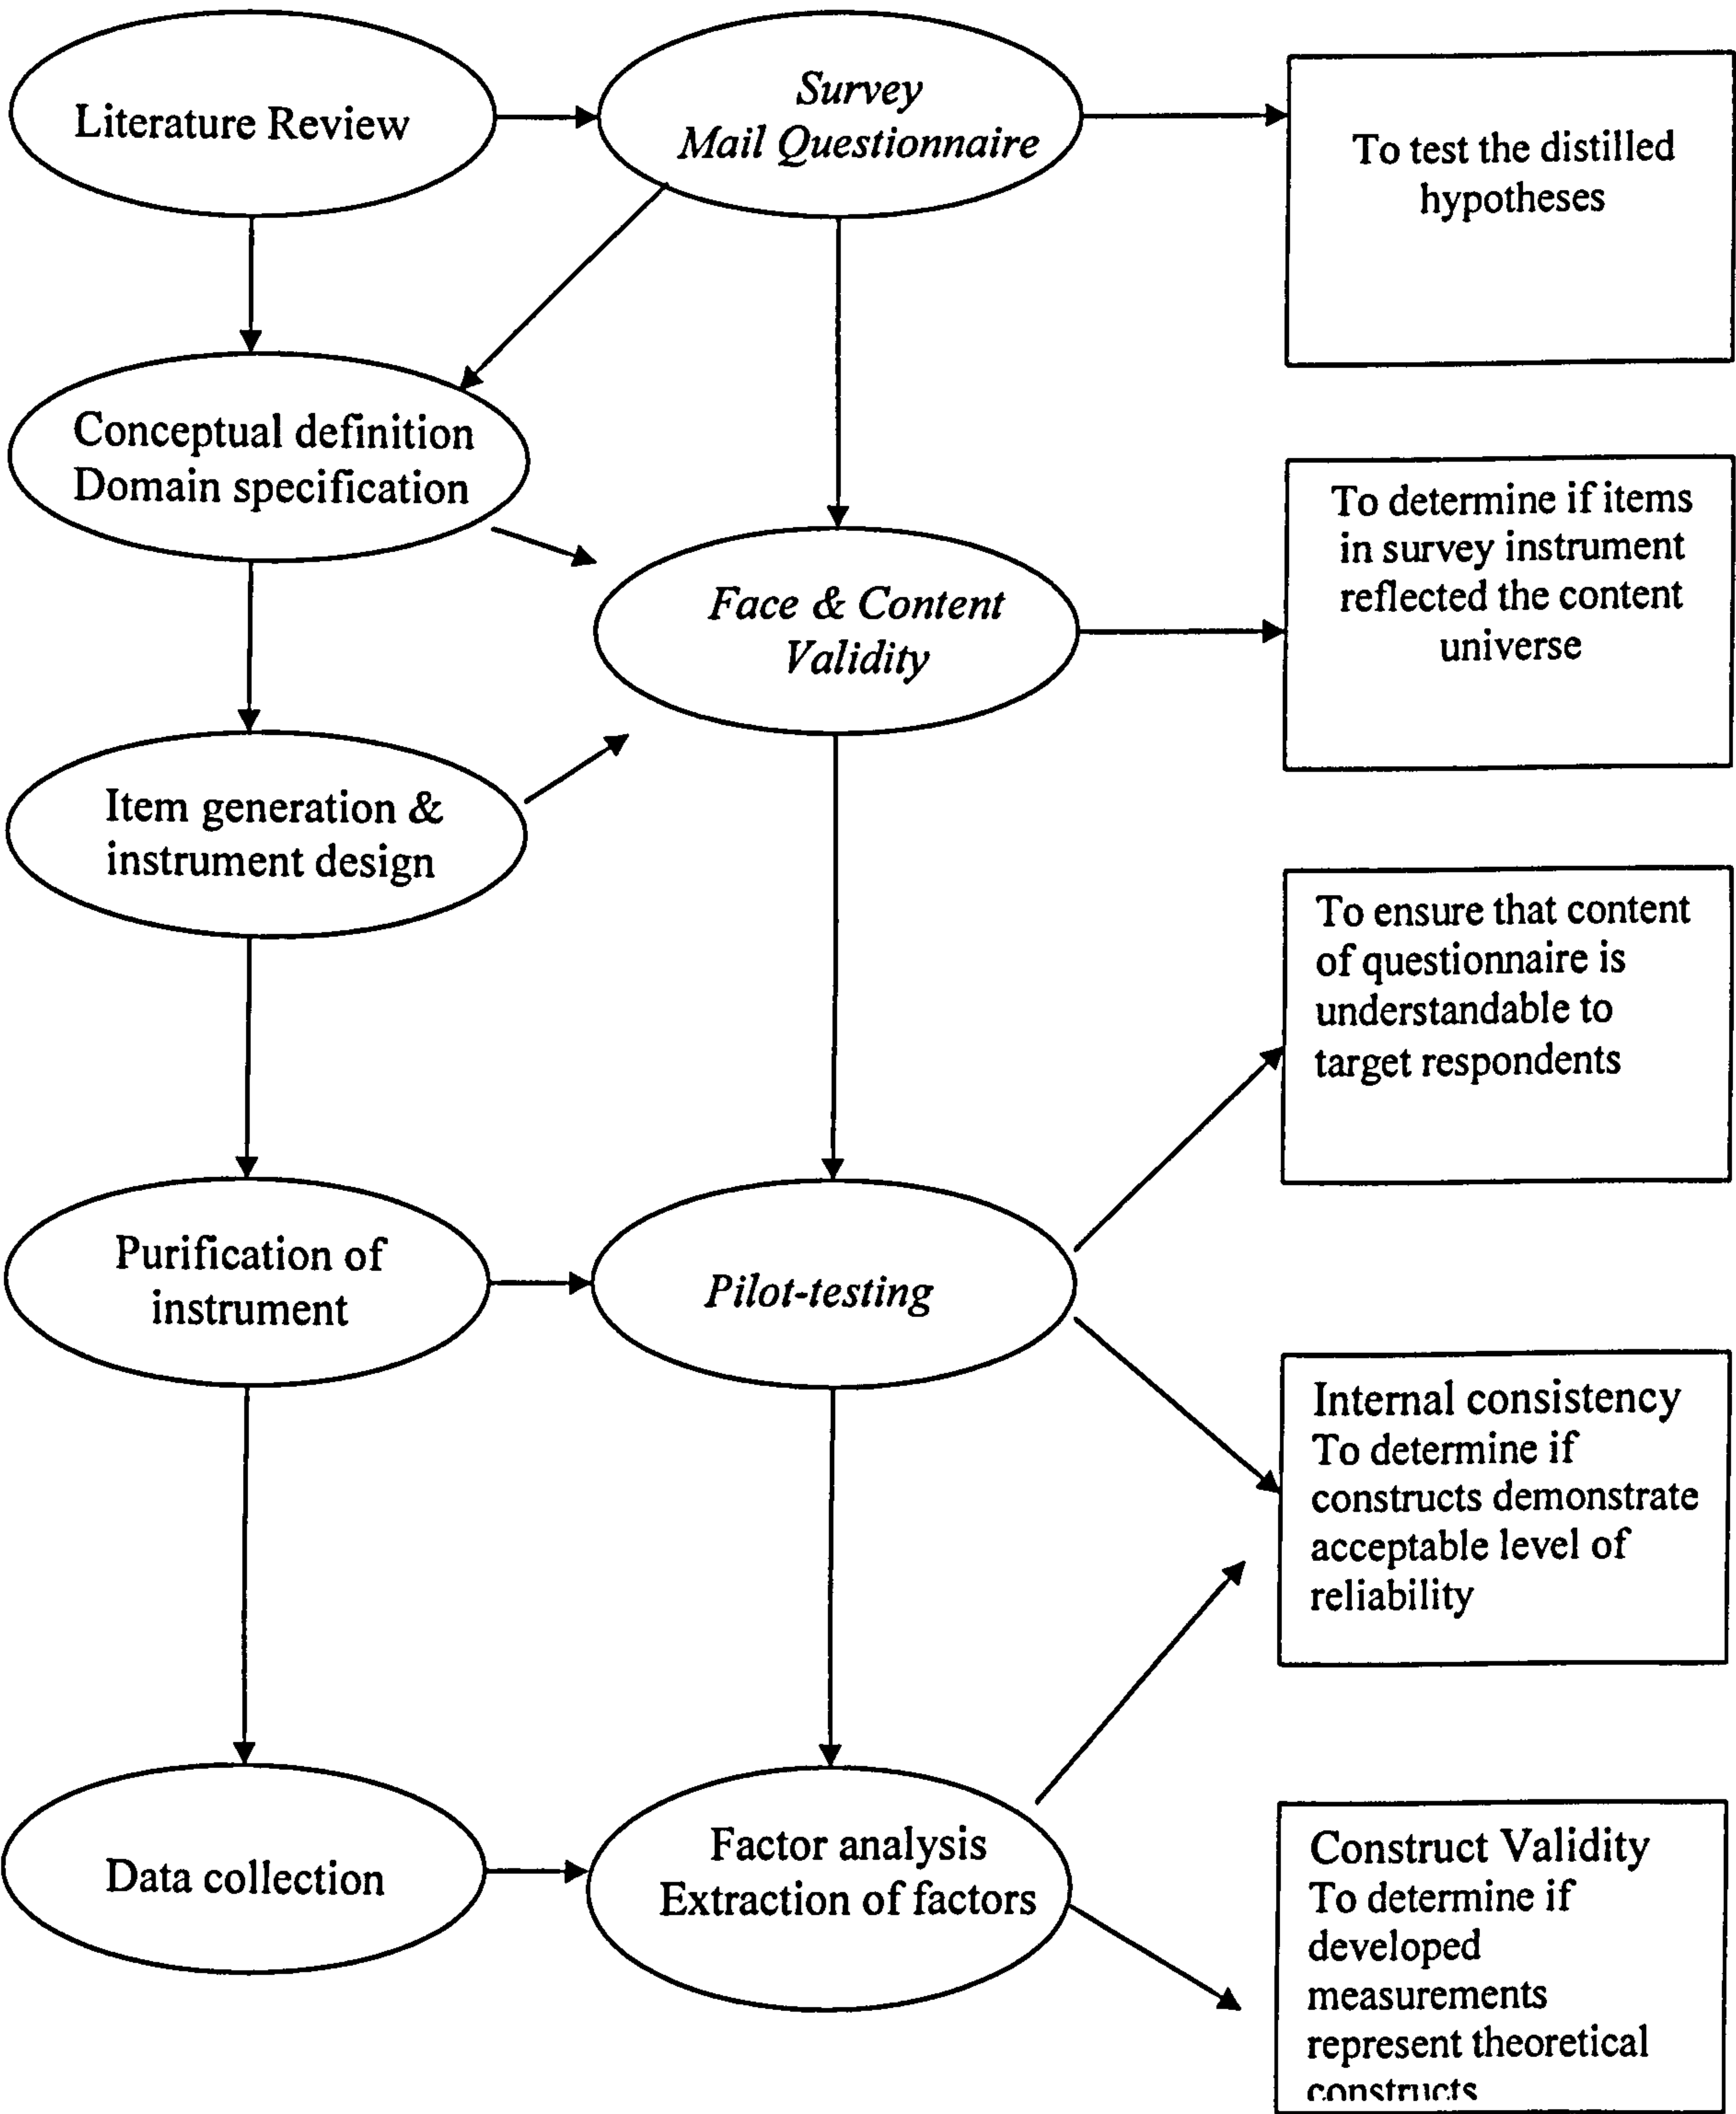 Literature Review
Survey
Mail Questionnaire
To test the distilled
hypotheses
Conceptual definition
Domain specification
To determine if items
in survey instrument
reflected the content
universe
Face & Content
Validity
Item generation &
instrument design
To ensure that content
of questionnaire is
understandable to
target respondents
Purification of
instrument
Pilot-testing
Internal consistency
To determine if
constructs demonstrate
acceptable level of
reliability
Data collection
Factor analysis
Extraction of factors
Construct Validity
To determine if
developed
measurements
represent theoretical
constructs